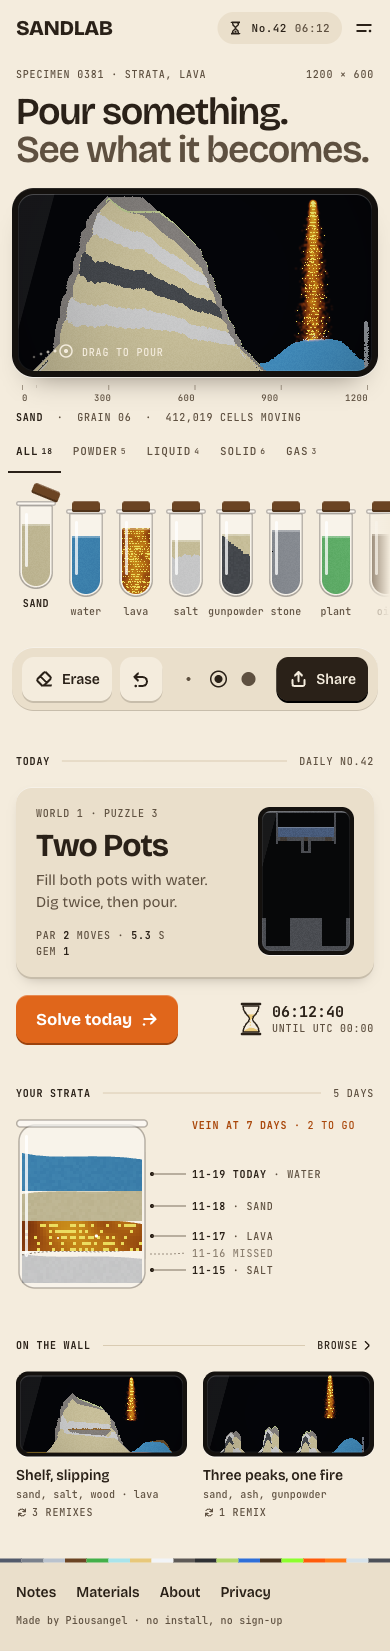 SANDLAB
No.42 06:12
SPECIMEN 0381 · STRATA, LAVA 1200 × 600
Pour something.
See what it becomes.
DRAG TO POUR
0 300 600 900 1200
SAND · GRAIN 06 · 412,019 CELLS MOVING
ALL 18 POWDER 5 LIQUID 4 SOLID 6 GAS 3
SAND water lava salt gunpowder stone plant
Erase Share
TODAY DAILY NO.42
WORLD 1 · PUZZLE 3
Two Pots
Fill both pots with water.
Dig twice, then pour.
PAR 2 MOVES · 5.3 S
GEM 1
Solve today
06:12:40
UNTIL UTC 00:00
YOUR STRATA 5 DAYS
VEIN AT 7 DAYS · 2 TO GO
11-19 TODAY · WATER
11-18 · SAND
11-17 · LAVA
11-16 MISSED
11-15 · SALT
ON THE WALL BROWSE
Shelf, slipping
sand, salt, wood · lava
3 REMIXES
Three peaks, one fire
sand, ash, gunpowder
1 REMIX
Notes Materials About Privacy
Made by Piousangel · no install, no sign-up